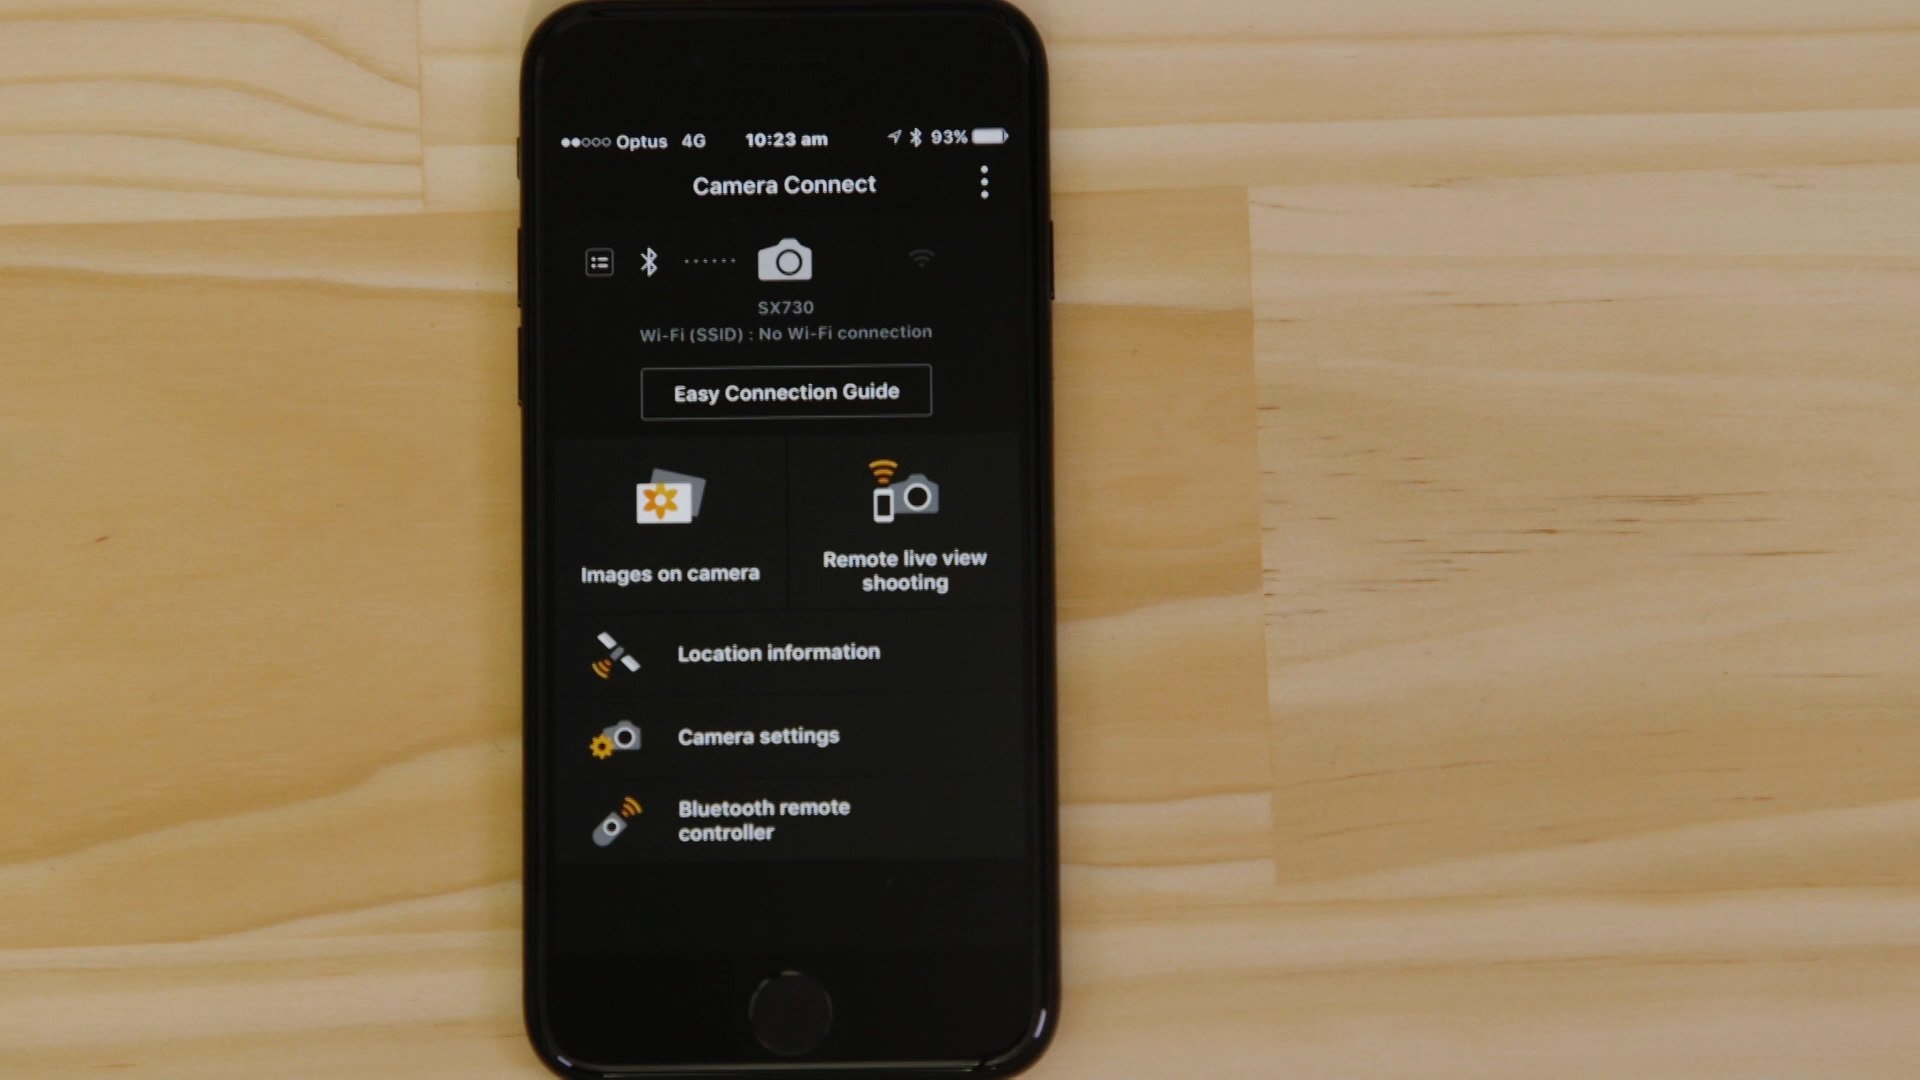 Optus 4G 10:23 am 93%
Camera Connect
SX730
Wi-Fi (SSID) : No Wi-Fi connection
Easy Connection Guide
Images on camera
Remote live view
shooting
Location information
Camera settings
Bluetooth remote
controller